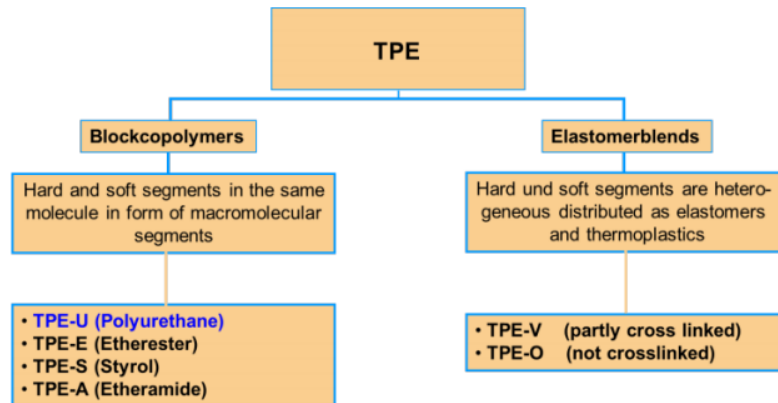 TPE
Blockcopolymers
Elastomerblends
Hard and soft segments in the same
molecule in form of macromolecular
segments
Hard und soft segments are hetero-
geneous distributed as elastomers
and thermoplastics
• TPE-U (Polyurethane)
• TPE-E (Etherester)
• TPE-S (Styrol)
• TPE-A (Etheramide)
• TPE-V (partly cross linked)
• TPE-O (not crosslinked)